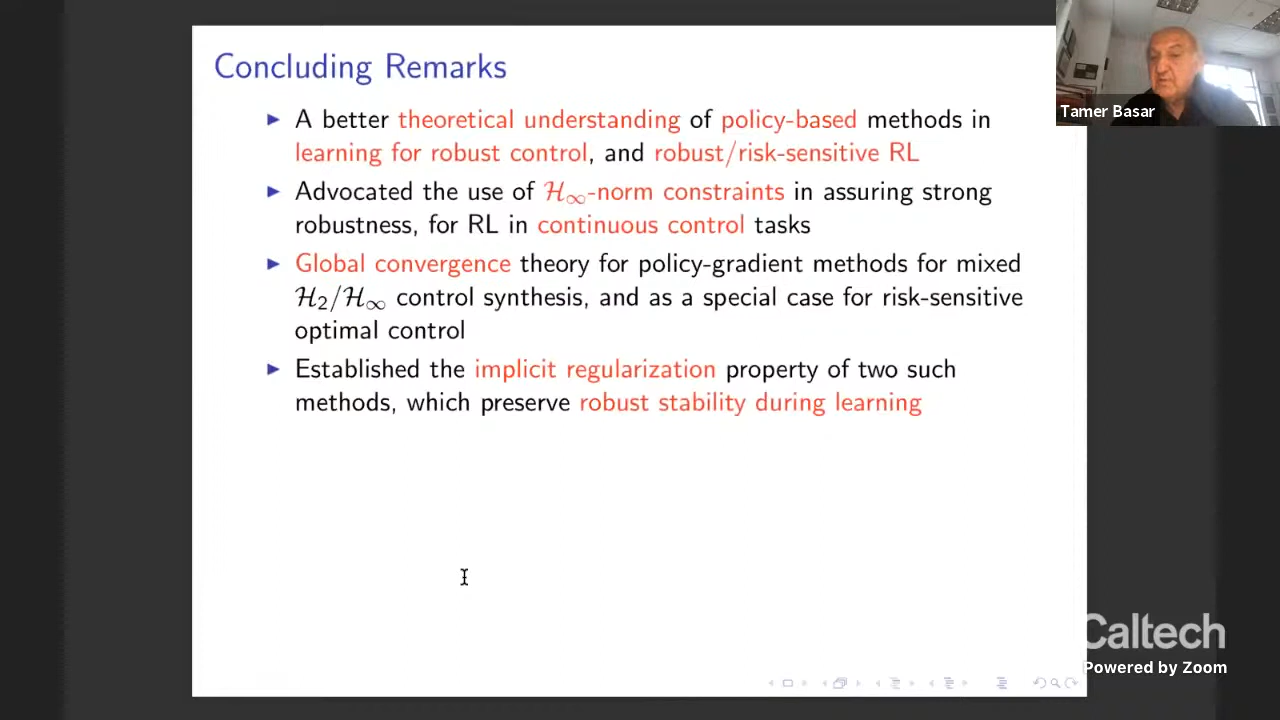 Concluding Remarks
▶ A better theoretical understanding of policy-based methods in
learning for robust control, and robust/risk-sensitive RL
▶ Advocated the use of ℋ∞-norm constraints in assuring strong
robustness, for RL in continuous control tasks
▶ Global convergence theory for policy-gradient methods for mixed
ℋ₂/ℋ∞ control synthesis, and as a special case for risk-sensitive
optimal control
▶ Established the implicit regularization property of two such
methods, which preserve robust stability during learning
Tamer Basar
Caltech
Powered by Zoom